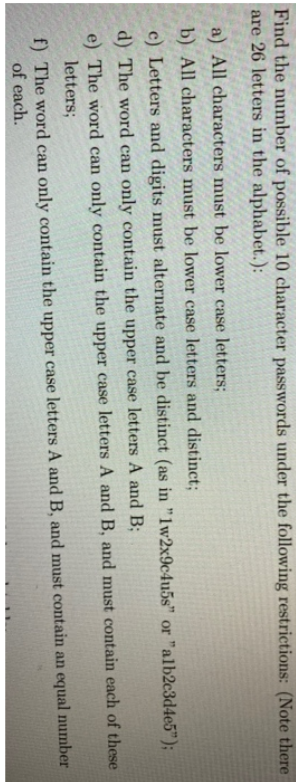 Find the number of possible 10 character passwords under the following restrictions: (Note there
are 26 letters in the alphabet.):
a) All characters must be lower case letters;
b) All characters must be lower case letters and distinct;
c) Letters and digits must alternate and be distinct (as in "1w2x9c4u5s" or "a1b2c3d4e5");
d) The word can only contain the upper case letters A and B;
e) The word can only contain the upper case letters A and B, and must contain each of these
letters;
f) The word can only contain the upper case letters A and B, and must contain an equal number
of each.